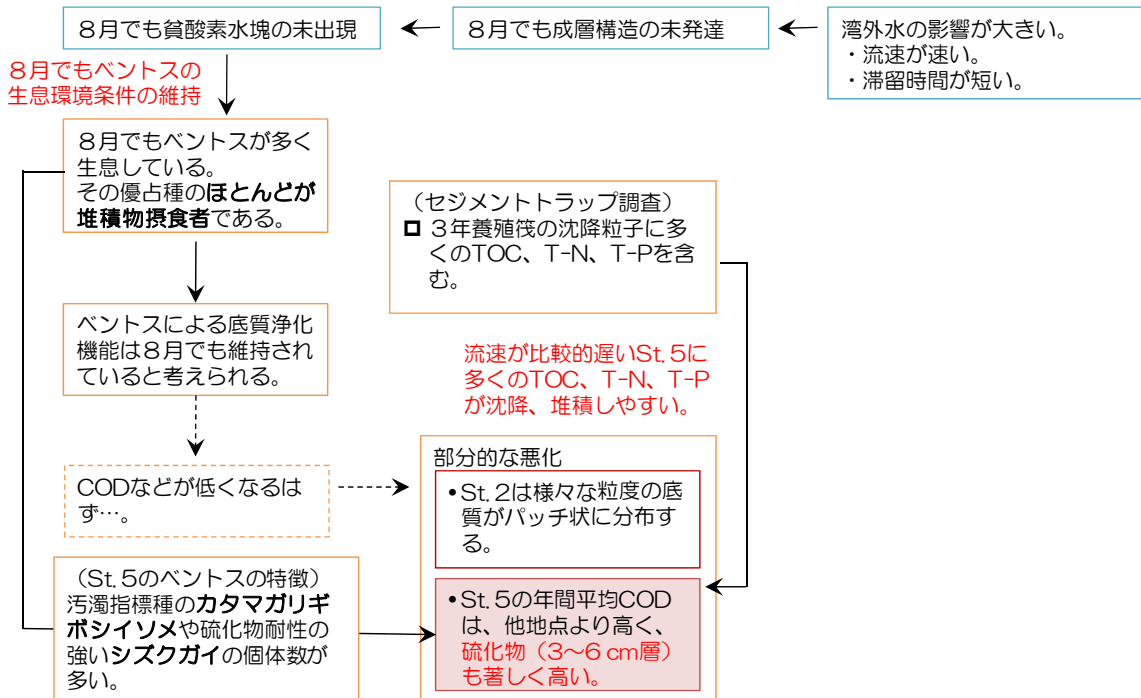 8月でも貧酸素水塊の未出現
8月でも成層構造の未発達
湾外水の影響が大きい。
・流速が速い。
・滞留時間が短い。
8月でもベントスの
生息環境条件の維持
8月でもベントスが多く
生息している。
その優占種のほとんどが
堆積物摂食者である。
(セジメントトラップ調査)
3年養殖筏の沈降粒子に多
くのTOC、T-N、T-Pを含
む。
ベントスによる底質浄化
機能は8月でも維持され
ていると考えられる。
流速が比較的遅いSt.5に
多くのTOC、T-N、T-P
が沈降、堆積しやすい。
CODなどが低くなるは
ず…。
部分的な悪化
•St.2は様々な粒度の底
質がパッチ状に分布す
る。
(St.5のベントスの特徴)
汚濁指標種のカタマガリギ
ボシイソメや硫化物耐性の
強いシズクガイの個体数が
多い。
•St.5の年間平均COD
は、他地点より高く、
硫化物(3~6 cm層)
も著しく高い。